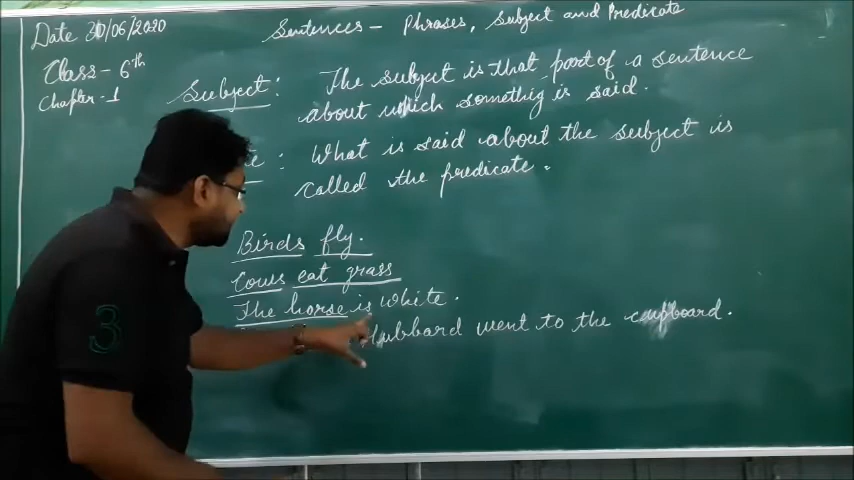 Date 30/06/2020
Sentences - Phrases, Subject and Predicate
Class - 6th
Chapter - 1
Subject : The subject is that part of a sentence
about which somethig is said.
: What is said about the subject is
called the predicate.
Birds fly.
Cows eat grass
The horse is white.
Hubbard went to the cupboard.
3